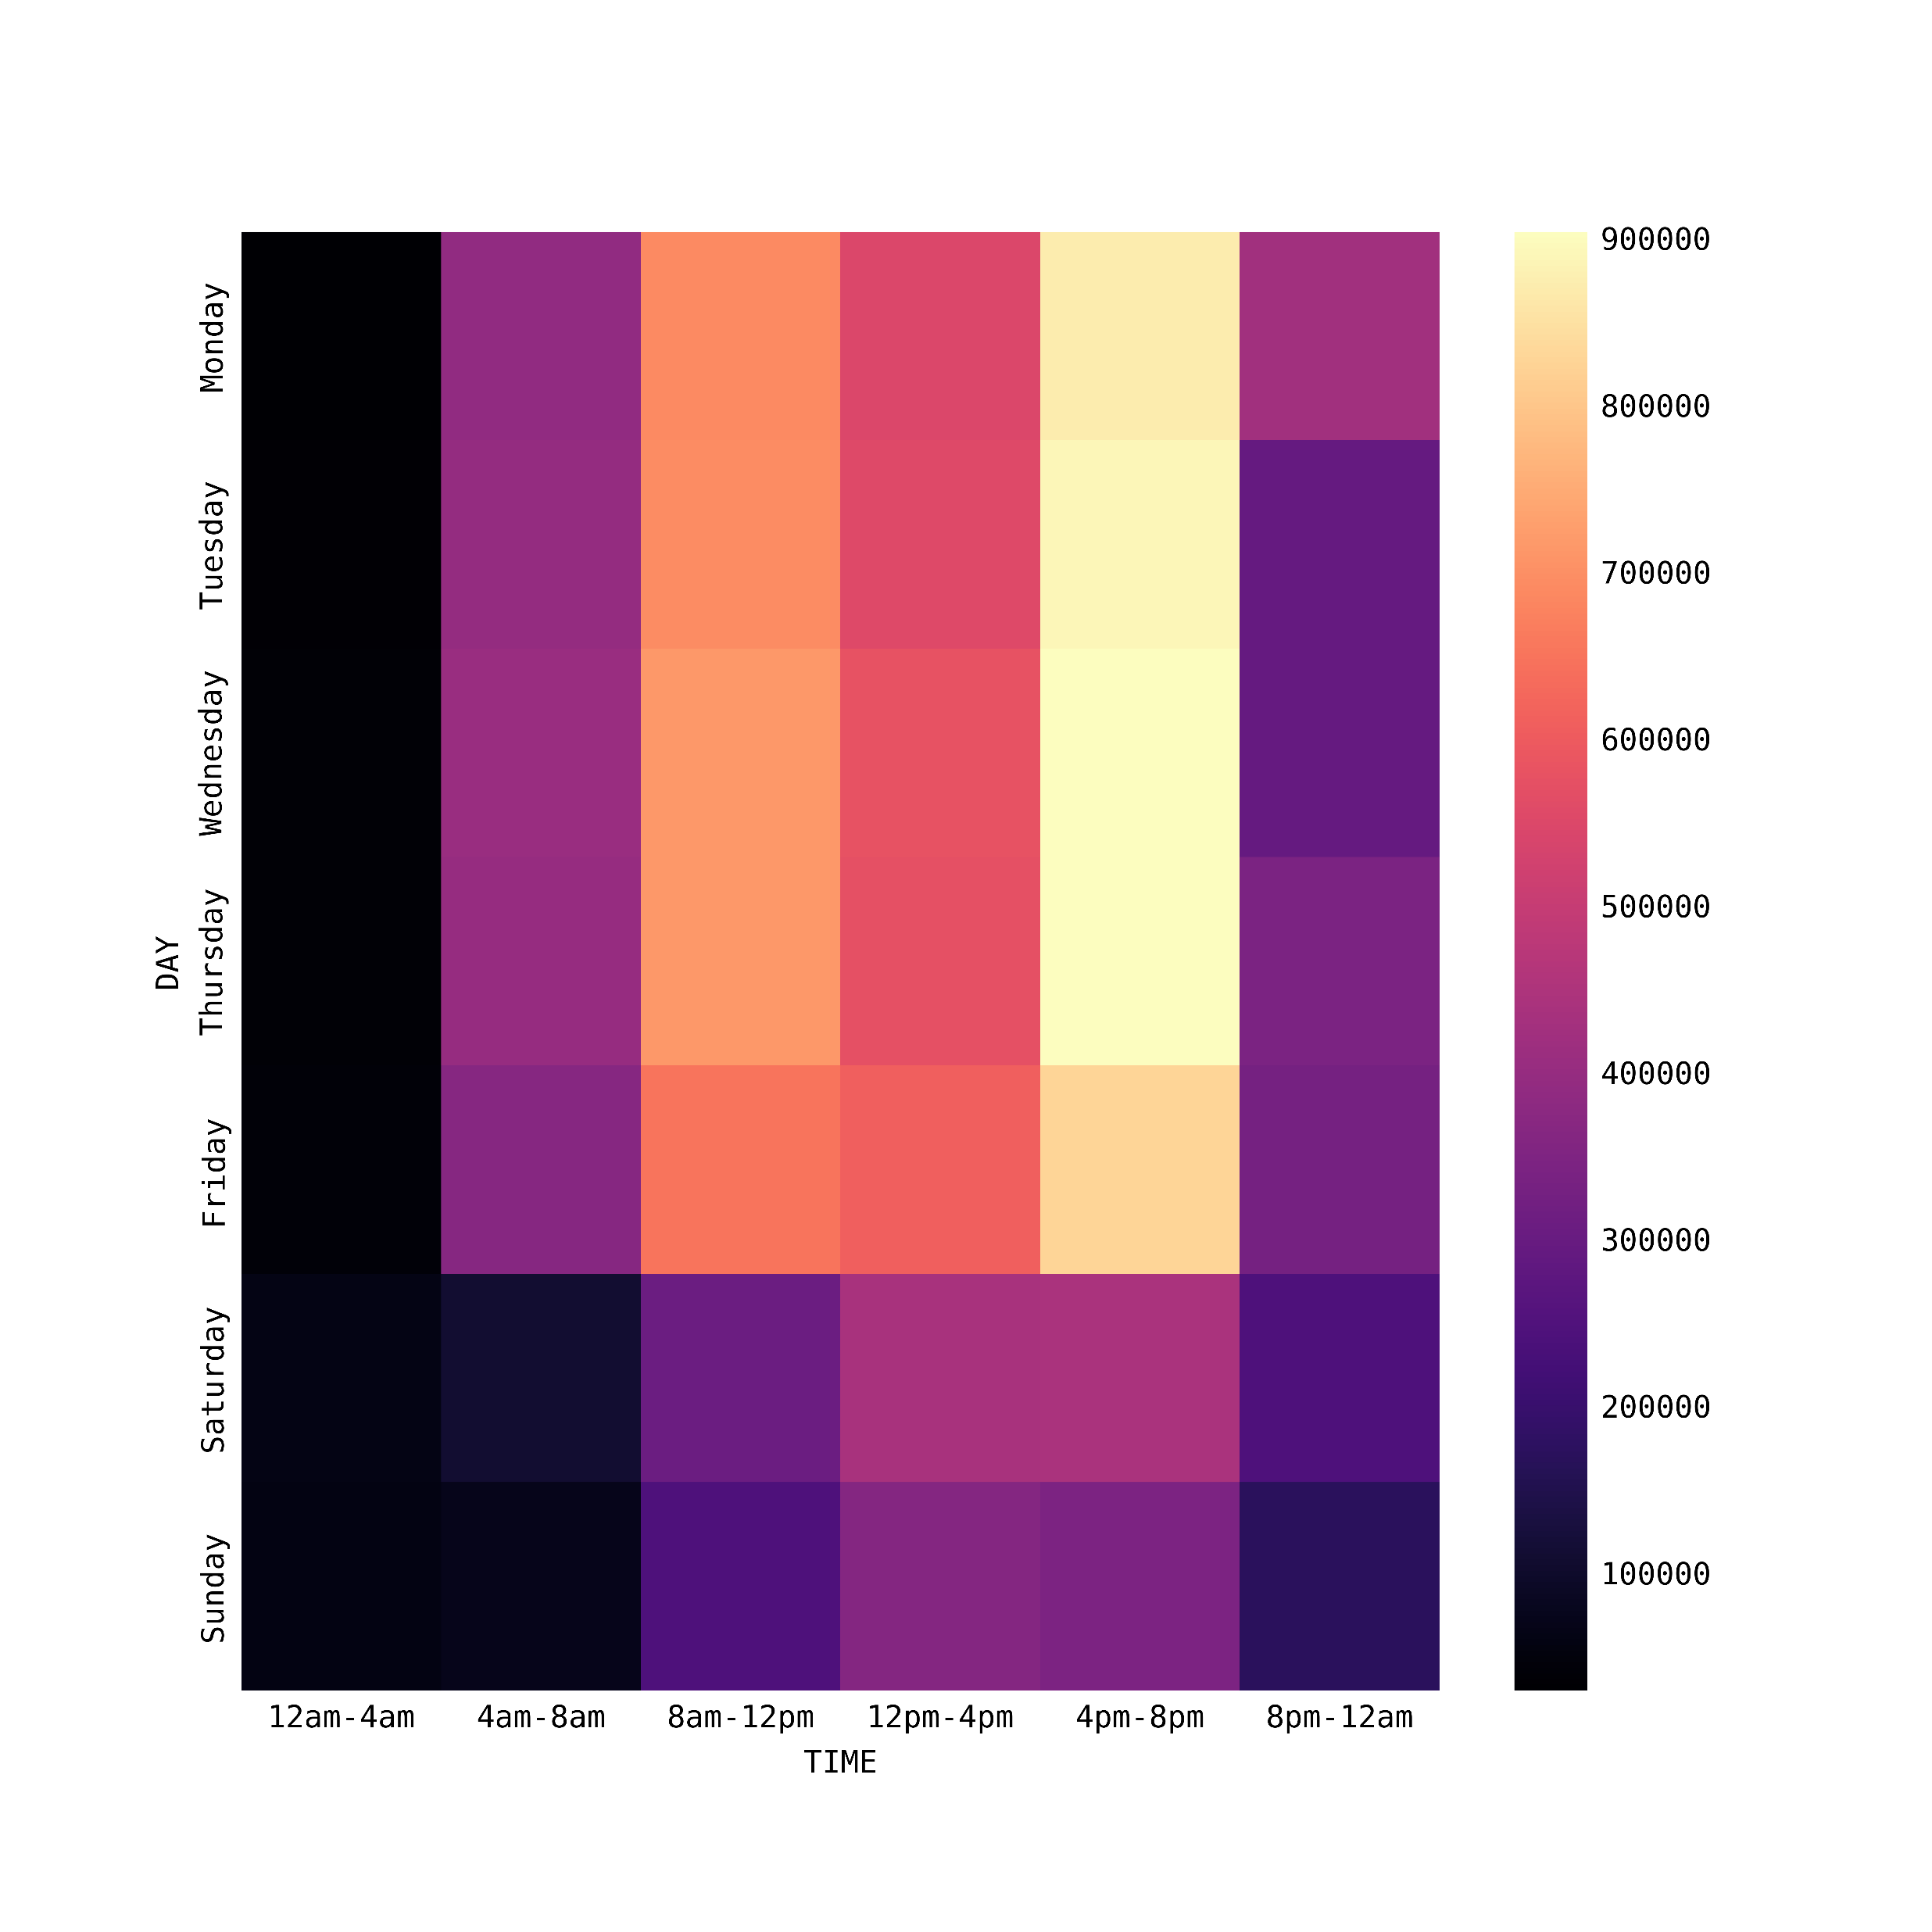 DAY
Monday
Tuesday
Wednesday
Thursday
Friday
Saturday
Sunday
12am-4am 4am-8am 8am-12pm 12pm-4pm 4pm-8pm 8pm-12am
TIME
900000
800000
700000
600000
500000
400000
300000
200000
100000